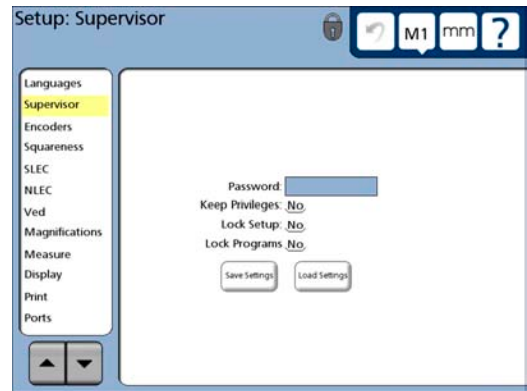 Setup: Supervisor
M1
mm
?
Languages
Supervisor
Encoders
Squareness
SLEC
NLEC
Ved
Magnifications
Measure
Display
Print
Ports
Password:
Keep Privileges: No
Lock Setup: No
Lock Programs No
Save Settings
Load Settings